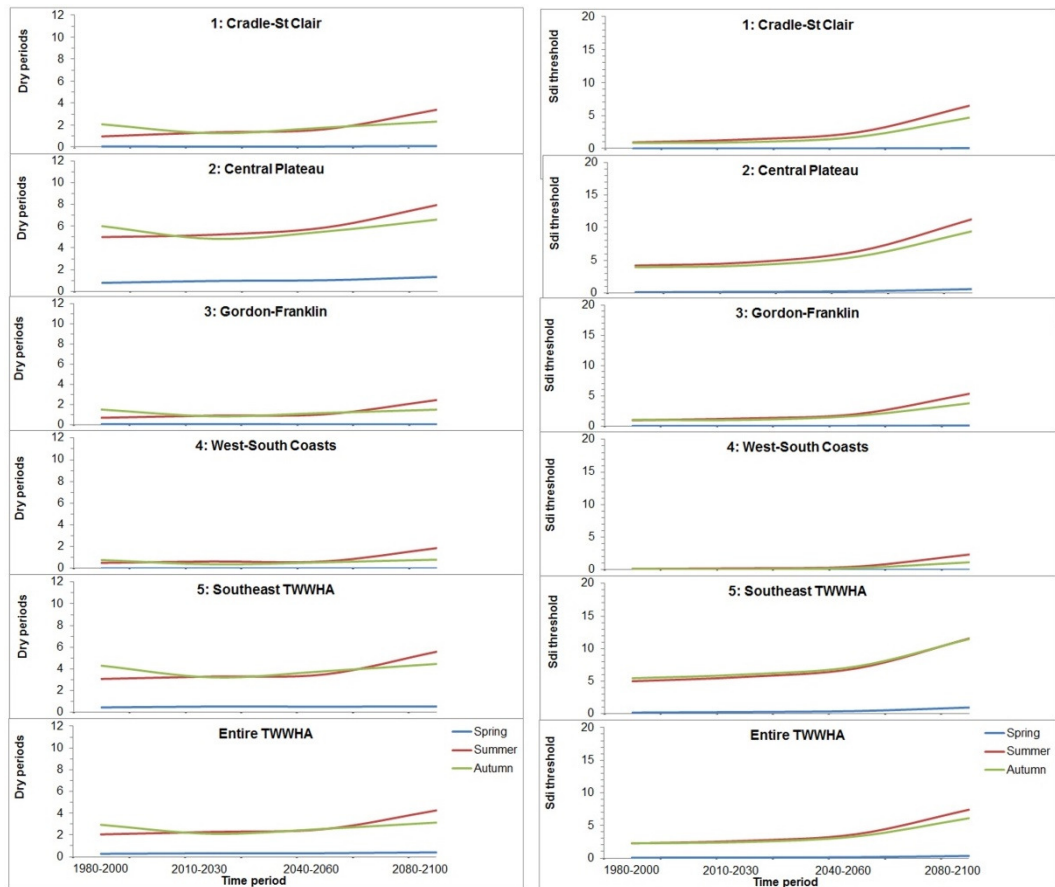 1: Cradle-St Clair
Dry periods
12
10
8
6
4
2
0
2: Central Plateau
Dry periods
12
10
8
6
4
2
0
3: Gordon-Franklin
Dry periods
12
10
8
6
4
2
0
4: West-South Coasts
Dry periods
12
10
8
6
4
2
0
5: Southeast TWWHA
Dry periods
12
10
8
6
4
2
0
Entire TWWHA
Dry periods
12
10
8
6
4
2
0
Spring
Summer
Autumn
1980-2000 2010-2030 2040-2060 2080-2100
Time period
1: Cradle-St Clair
Sdi threshold
20
15
10
5
0
2: Central Plateau
Sdi threshold
20
15
10
5
0
3: Gordon-Franklin
Sdi threshold
20
15
10
5
0
4: West-South Coasts
Sdi threshold
20
15
10
5
0
5: Southeast TWWHA
Sdi threshold
20
15
10
5
0
Entire TWWHA
Sdi threshold
20
15
10
5
0
Spring
Summer
Autumn
1980-2000 2010-2030 2040-2060 2080-2100
Time period